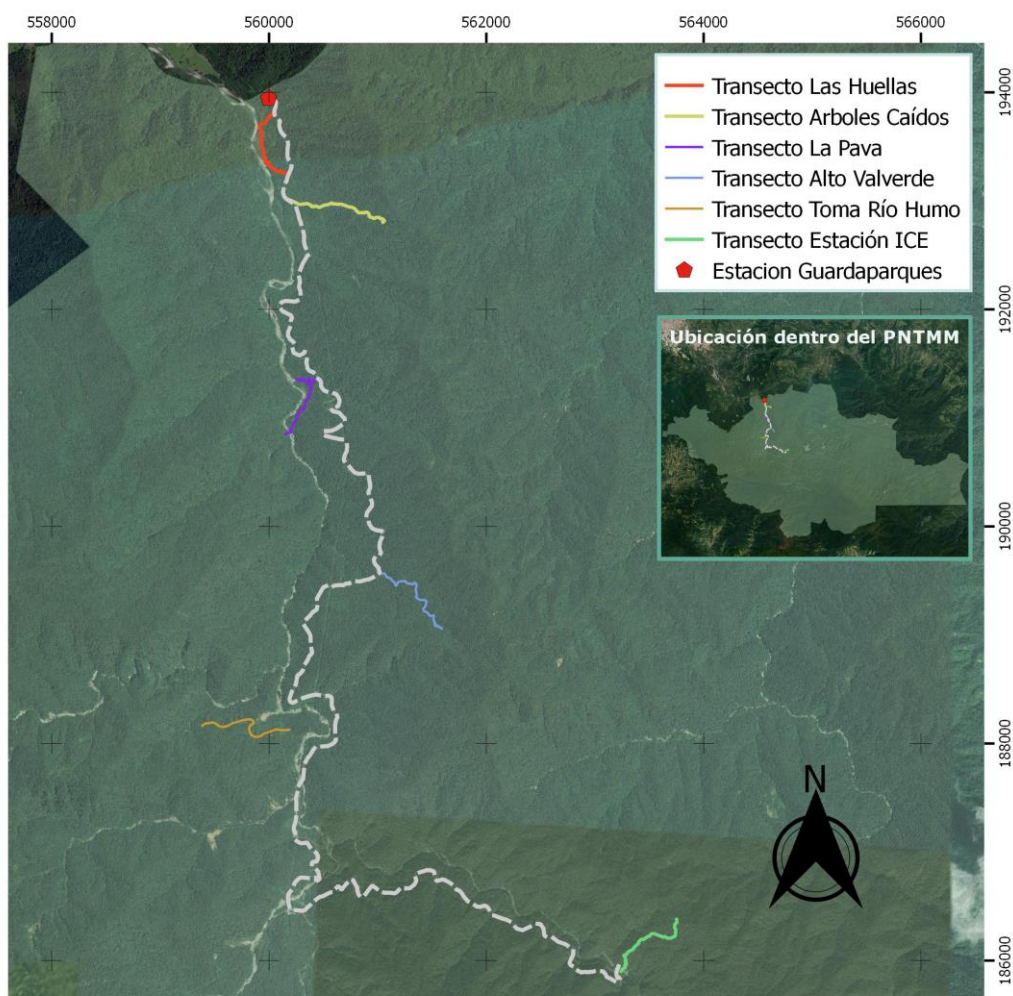 558000 560000 562000 564000 566000
Transecto Las Huellas
Transecto Arboles Caídos
Transecto La Pava
Transecto Alto Valverde
Transecto Toma Río Humo
Transecto Estación ICE
Estacion Guardaparques
Ubicación dentro del PNTMM
194000
192000
190000
188000
186000
N